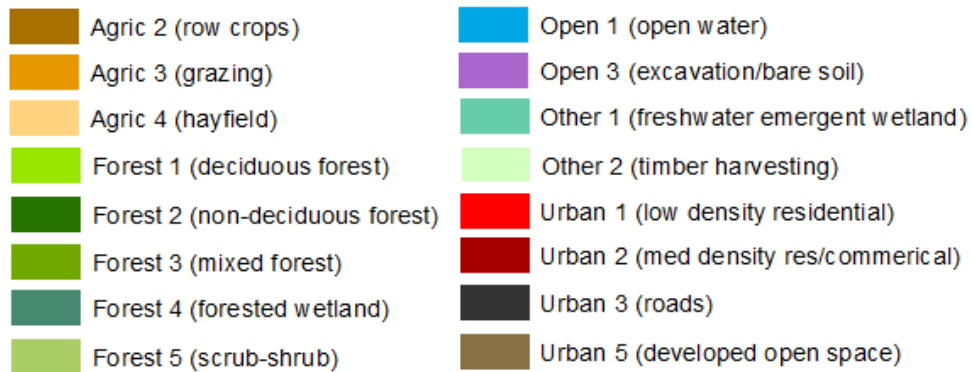 Agric 2 (row crops)
Agric 3 (grazing)
Agric 4 (hayfield)
Forest 1 (deciduous forest)
Forest 2 (non-deciduous forest)
Forest 3 (mixed forest)
Forest 4 (forested wetland)
Forest 5 (scrub-shrub)
Open 1 (open water)
Open 3 (excavation/bare soil)
Other 1 (freshwater emergent wetland)
Other 2 (timber harvesting)
Urban 1 (low density residential)
Urban 2 (med density res/commerical)
Urban 3 (roads)
Urban 5 (developed open space)